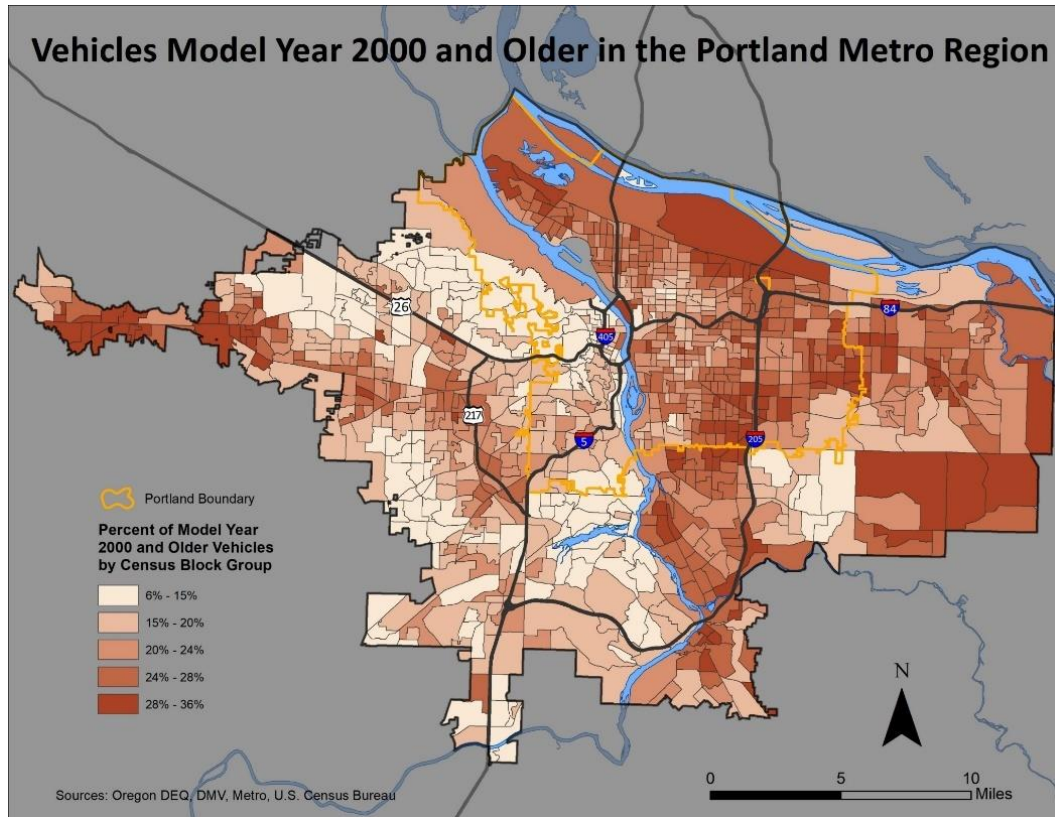 Vehicles Model Year 2000 and Older in the Portland Metro Region
26
84
405
217
5
205
Portland Boundary
Percent of Model Year
2000 and Older Vehicles
by Census Block Group
6% - 15%
15% - 20%
20% - 24%
24% - 28%
28% - 36%
N
0 5 10
Miles
Sources: Oregon DEQ, DMV, Metro, U.S. Census Bureau